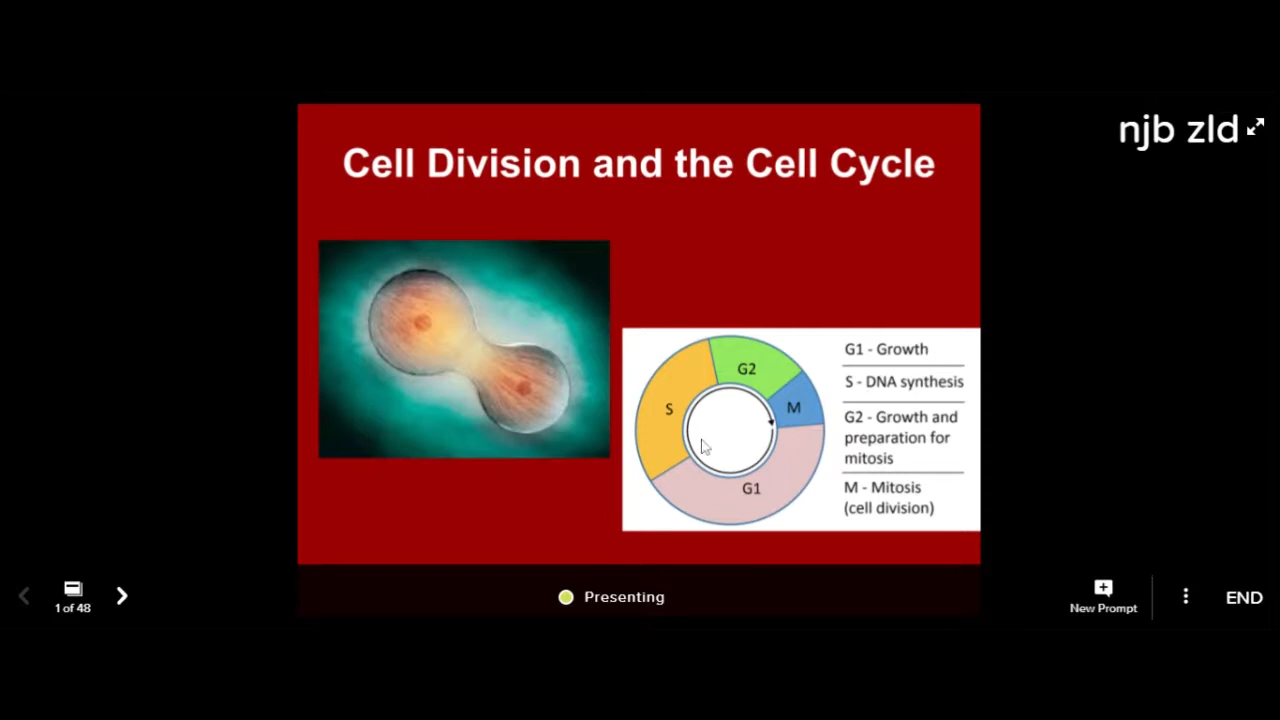 njb zld
Cell Division and the Cell Cycle
G2
S
M
G1
G1 - Growth
S - DNA synthesis
G2 - Growth and
preparation for
mitosis
M - Mitosis
(cell division)
1 of 48
Presenting
New Prompt
END